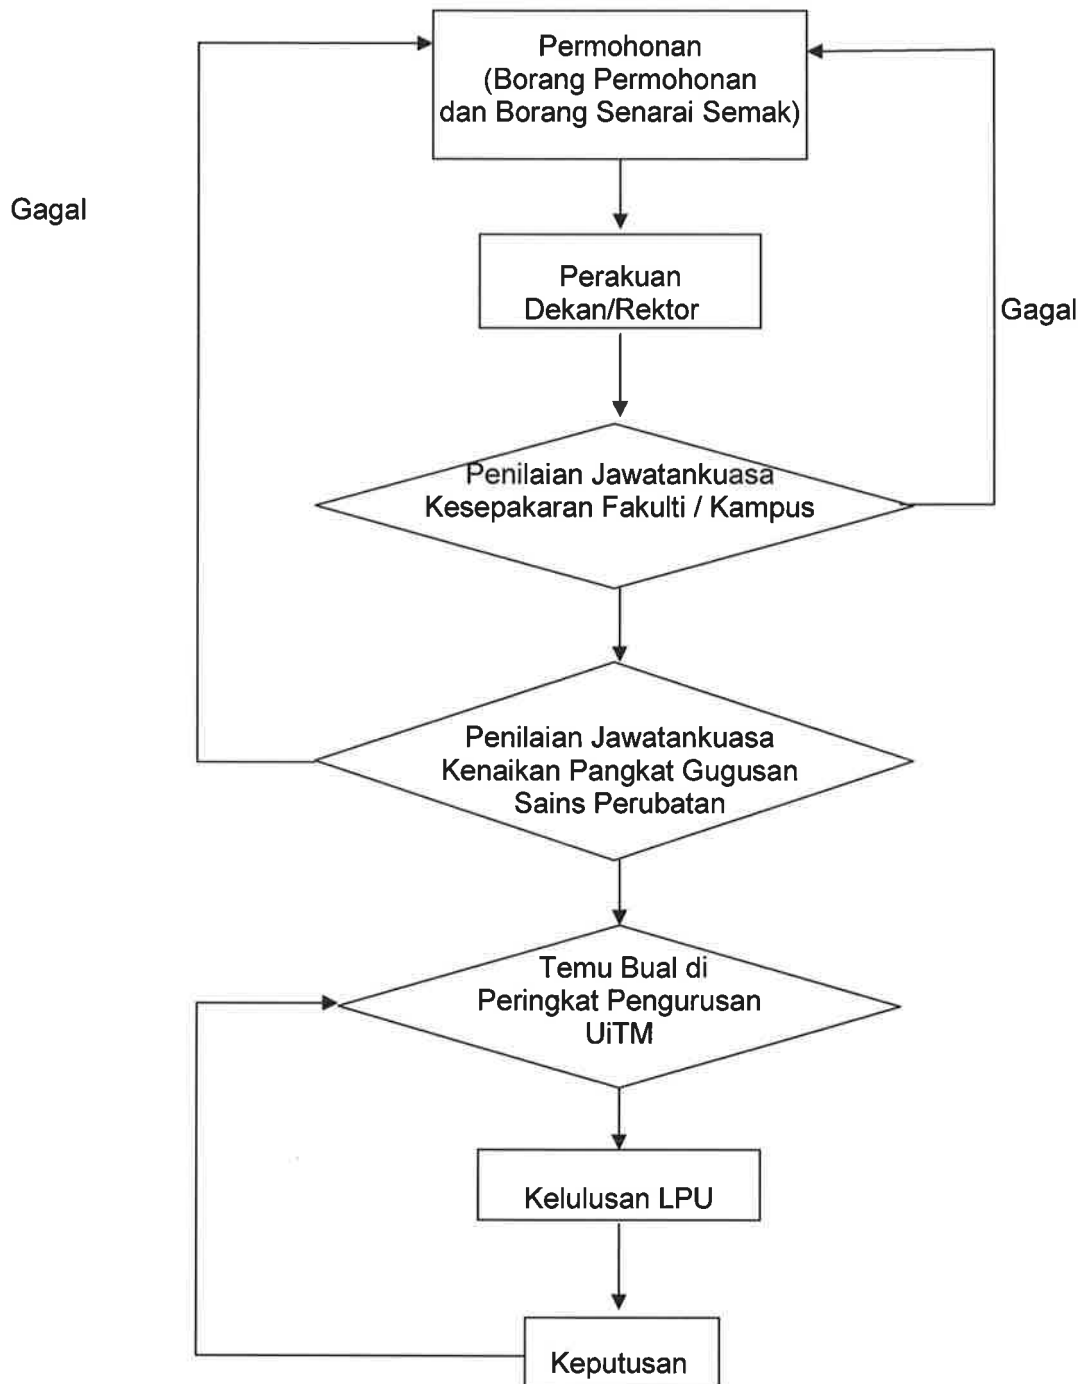 Permohonan
(Borang Permohonan
dan Borang Senarai Semak)
Gagal
Perakuan
Dekan/Rektor
Gagal
Penilaian Jawatankuasa
Kesepakaran Fakulti / Kampus
Penilaian Jawatankuasa
Kenaikan Pangkat Gugusan
Sains Perubatan
Temu Bual di
Peringkat Pengurusan
UiTM
Kelulusan LPU
Keputusan